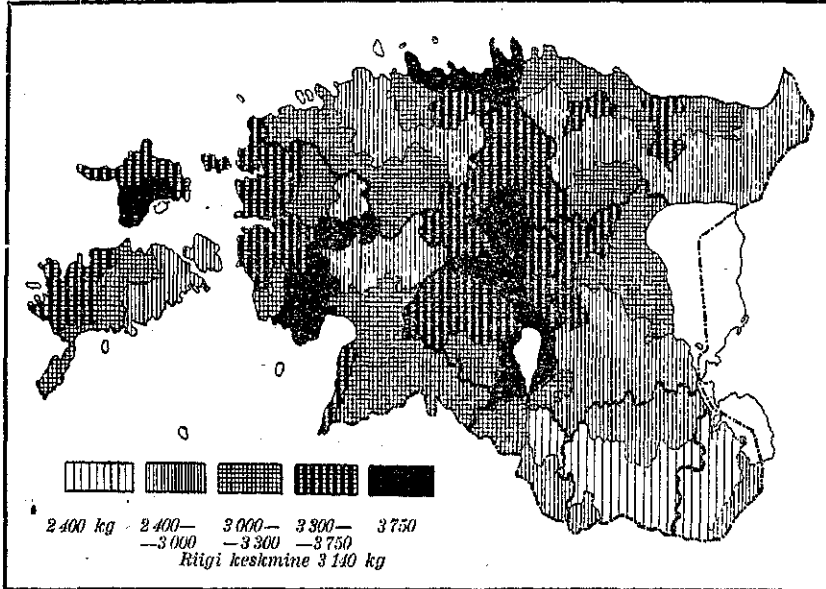 2 400 kg 2 400— 3 000— 3 300— 3 750
—3 000 —3 300 —3 750
Riigi keskmine 3 140 kg